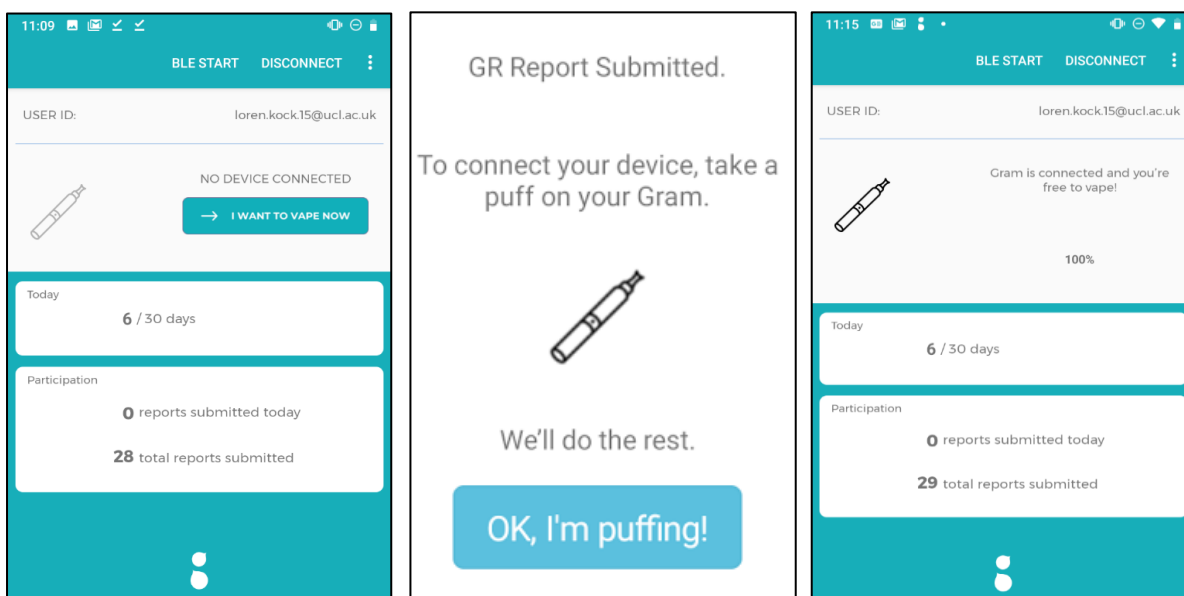 11:09
BLE START DISCONNECT
USER ID: loren.kock.15@ucl.ac.uk
NO DEVICE CONNECTED
→ I WANT TO VAPE NOW
Today
6 / 30 days
Participation
0 reports submitted today
28 total reports submitted
GR Report Submitted.
To connect your device, take a
puff on your Gram.
We'll do the rest.
OK, I'm puffing!
11:15
BLE START DISCONNECT
USER ID: loren.kock.15@ucl.ac.uk
Gram is connected and you're
free to vape!
100%
Today
6 / 30 days
Participation
0 reports submitted today
29 total reports submitted